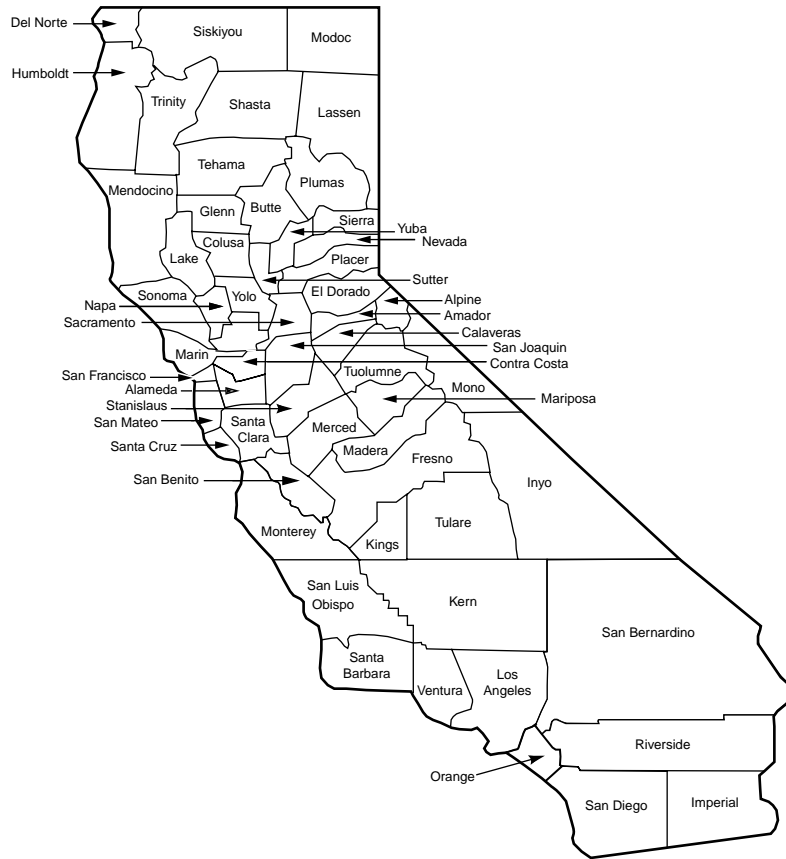 Del Norte
Siskiyou
Modoc
Humboldt
Trinity
Shasta
Lassen
Tehama
Plumas
Mendocino
Glenn
Butte
Sierra
Yuba
Nevada
Colusa
Lake
Placer
Sutter
Sonoma
Yolo
El Dorado
Alpine
Napa
Amador
Sacramento
Calaveras
San Joaquin
Marin
Contra Costa
San Francisco
Tuolumne
Alameda
Mono
Mariposa
Stanislaus
San Mateo
Santa
Clara
Merced
Santa Cruz
Madera
Fresno
San Benito
Inyo
Monterey
Kings
Tulare
San Luis
Obispo
Kern
San Bernardino
Santa
Barbara
Ventura
Los
Angeles
Riverside
Orange
San Diego
Imperial